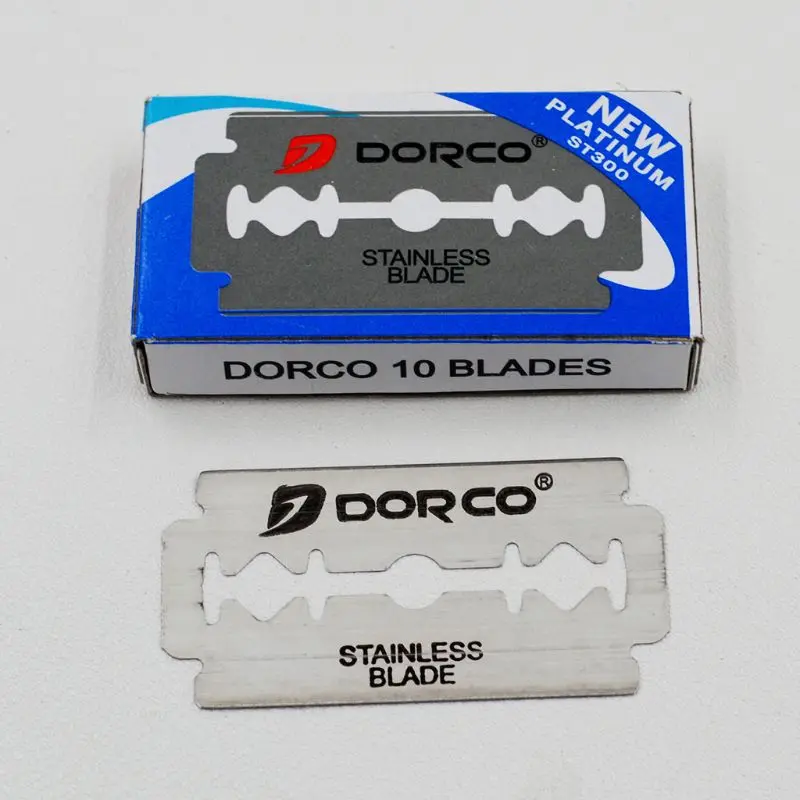 DORCO®
NEW
PLATINUM
ST300
STAINLESS
BLADE
DORCO 10 BLADES
DORCO®
STAINLESS
BLADE